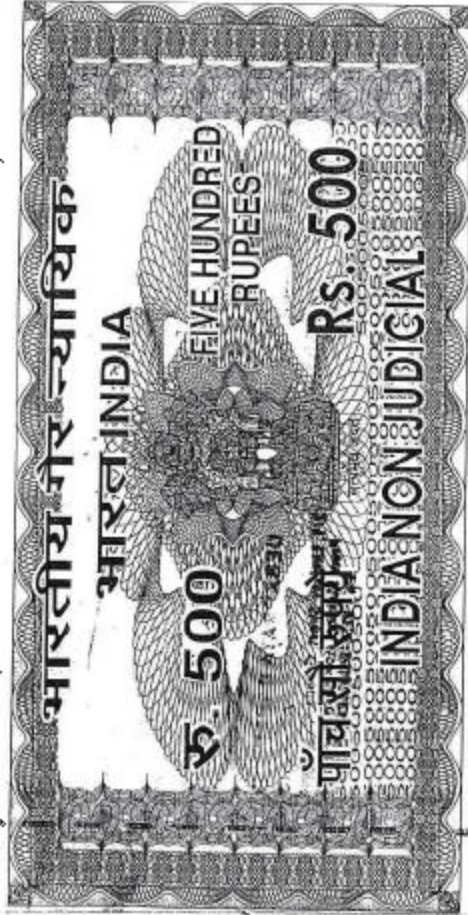 भारतीय गैर न्यायिक
भारत INDIA
रु. 500
FIVE HUNDRED
RUPEES
पाँच सौ रुपये
Rs. 500
INDIA NON JUDICIAL